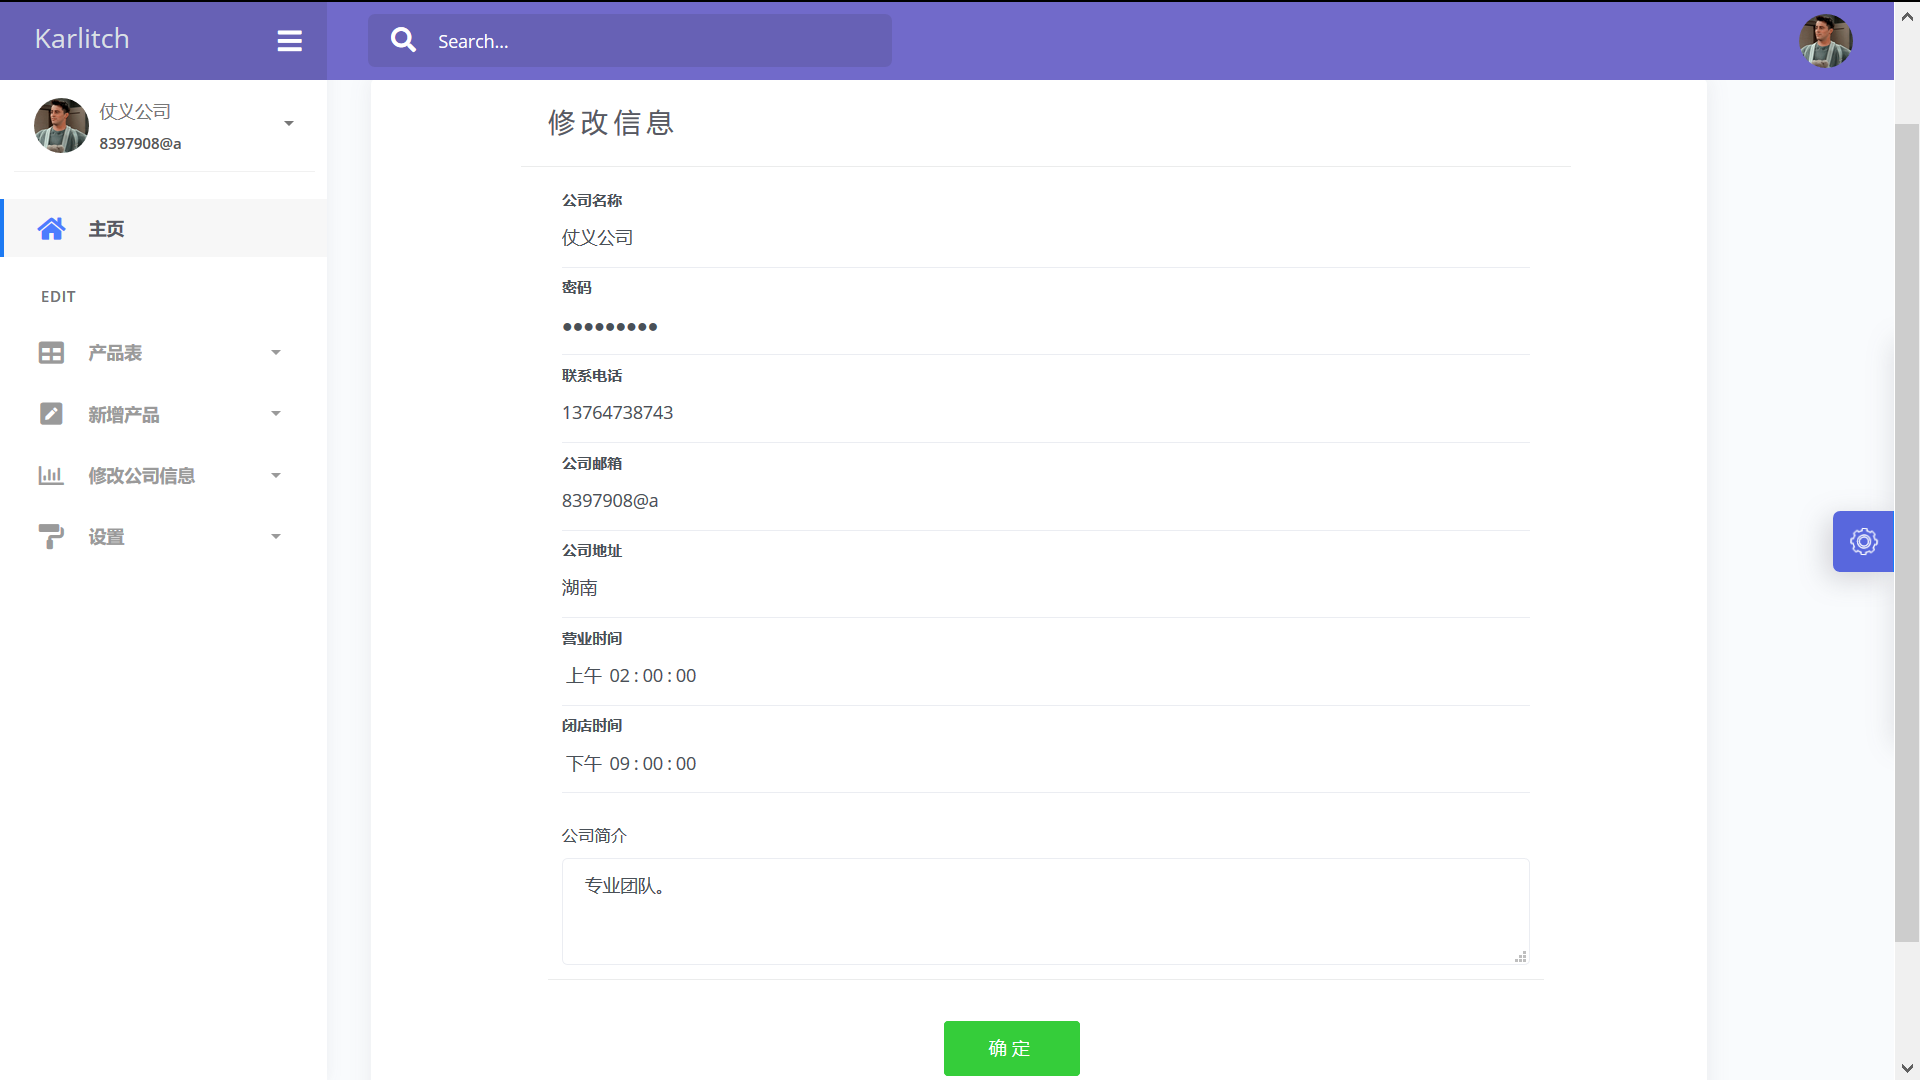 Karlitch
Search...
仗义公司
8397908@a
主页
EDIT
产品表
新增产品
修改公司信息
设置
修改信息
公司名称
仗义公司
密码
●●●●●●●●●
联系电话
13764738743
公司邮箱
8397908@a
公司地址
湖南
营业时间
上午 02 : 00 : 00
闭店时间
下午 09 : 00 : 00
公司简介
专业团队。
确 定